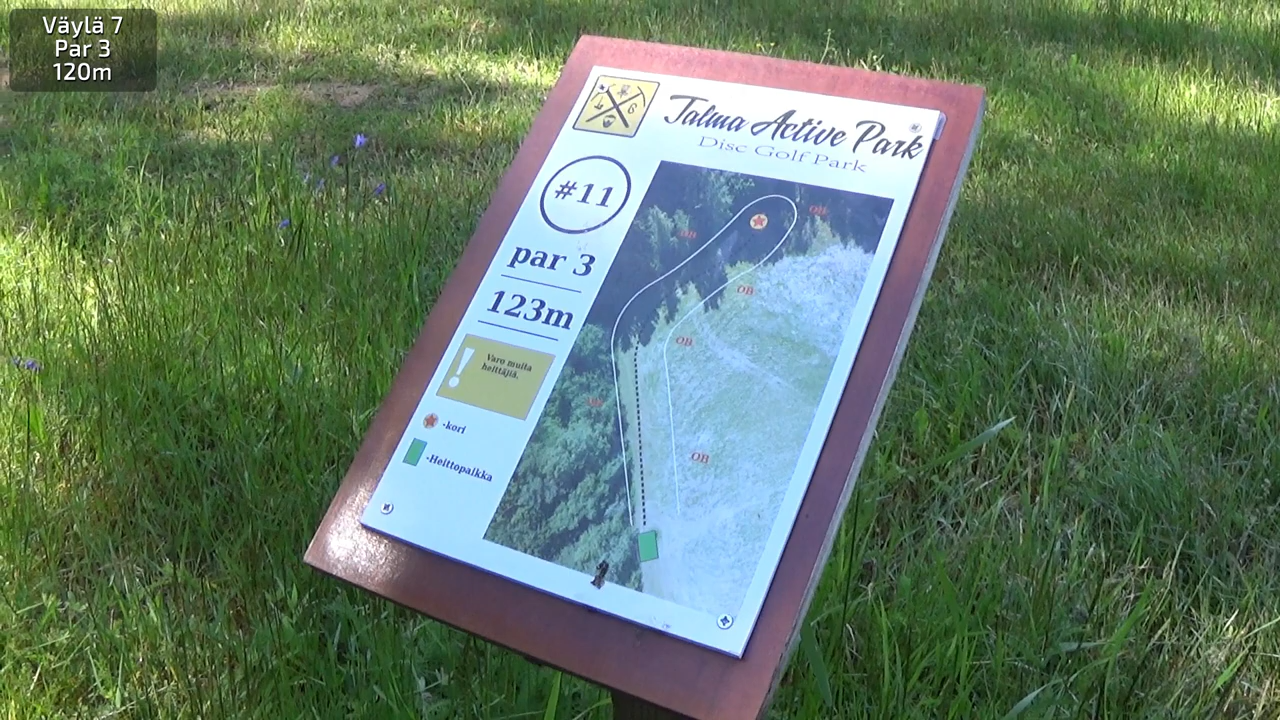 Väylä 7
Par 3
120m
Talma Active Park
Disc Golf Park
#11
par 3
123m
! Varo muita
heittäjiä.
-kori
-Heittopaikka
OB
OB
OB
OB
OB
OB